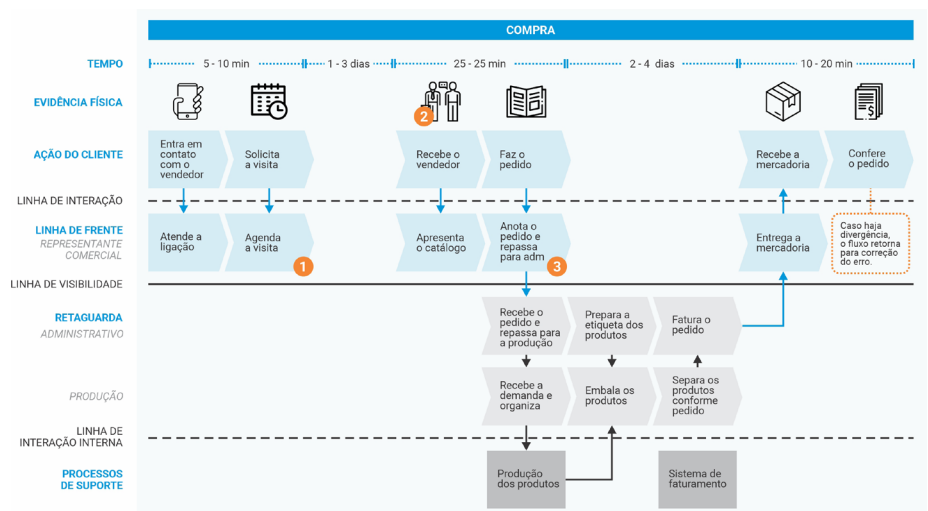 COMPRA
TEMPO
5 - 10 min
1 - 3 dias
25 - 25 min
2 - 4 dias
10 - 20 min
EVIDÊNCIA FÍSICA
2
$
AÇÃO DO CLIENTE
Entra em
contato
com o
vendedor
Solicita
a visita
Recebe o
vendedor
Faz o
pedido
Recebe a
mercadoria
Confere
o pedido
LINHA DE INTERAÇÃO
LINHA DE FRENTE
REPRESENTANTE
COMERCIAL
Atende a
ligação
Agenda
a visita
1
Apresenta
o catálogo
Anota o
pedido e
repassa
para adm
3
Entrega a
mercadoria
Caso haja
divergência,
o fluxo retorna
para correção
do erro.
LINHA DE VISIBILIDADE
RETAGUARDA
ADMINISTRATIVO
Recebe o
pedido e
repassa para
a produção
Prepara a
etiqueta dos
produtos
Fatura o
pedido
PRODUÇÃO
Recebe a
demanda e
organiza
Embala os
produtos
Separa os
produtos
conforme
pedido
LINHA DE
INTERAÇÃO INTERNA
PROCESSOS
DE SUPORTE
Produção
dos produtos
Sistema de
faturamento